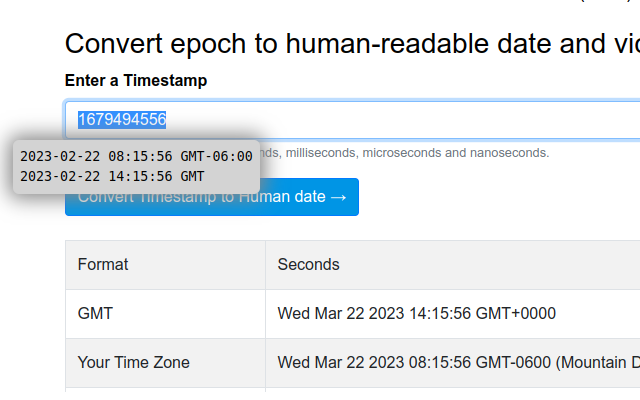 Convert epoch to human-readable date and vic
Enter a Timestamp
1679494556
2023-02-22 08:15:56 GMT-06:00
nds, milliseconds, microseconds and nanoseconds.
2023-02-22 14:15:56 GMT
Convert Timestamp to Human date →
Format Seconds
GMT Wed Mar 22 2023 14:15:56 GMT+0000
Your Time Zone Wed Mar 22 2023 08:15:56 GMT-0600 (Mountain D